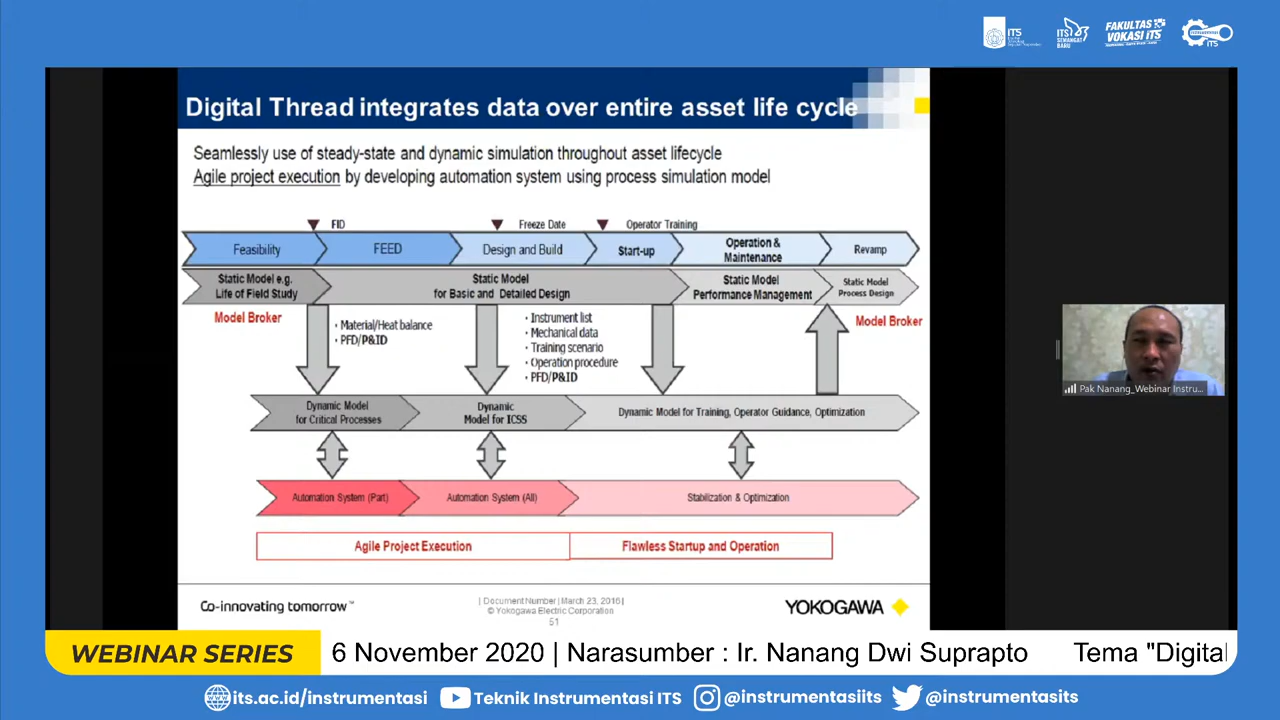 ITS
ITS
SEMANGAT
BARU
FAKULTAS
VOKASI ITS
ITS
Digital Thread integrates data over entire asset life cycle
Seamlessly use of steady-state and dynamic simulation throughout asset lifecycle
Agile project execution by developing automation system using process simulation model
FID
Freeze Date
Operator Training
Feasibility
FEED
Design and Build
Start-up
Operation &
Maintenance
Revamp
Static Model e.g.
Life of Field Study
Static Model
for Basic and Detailed Design
Static Model
Performance Management
Static Model
Process Design
Model Broker
Model Broker
• Material/Heat balance
• PFD/P&ID
• Instrument list
• Mechanical data
• Training scenario
• Operation procedure
• PFD/P&ID
Dynamic Model
for Critical Processes
Dynamic
Model for ICSS
Dynamic Model for Training, Operator Guidance, Optimization
Automation System (Part)
Automation System (All)
Stabilization & Optimization
Agile Project Execution
Flawless Startup and Operation
Co-innovating tomorrow™
| Document Number | March 23, 2016 |
© Yokogawa Electric Corporation
51
YOKOGAWA
Pak Nanang_Webinar Instru...
WEBINAR SERIES
6 November 2020 | Narasumber : Ir. Nanang Dwi Suprapto
Tema "Digital
its.ac.id/instrumentasi
Teknik Instrumentasi ITS
@instrumentasiits
@instrumentasits